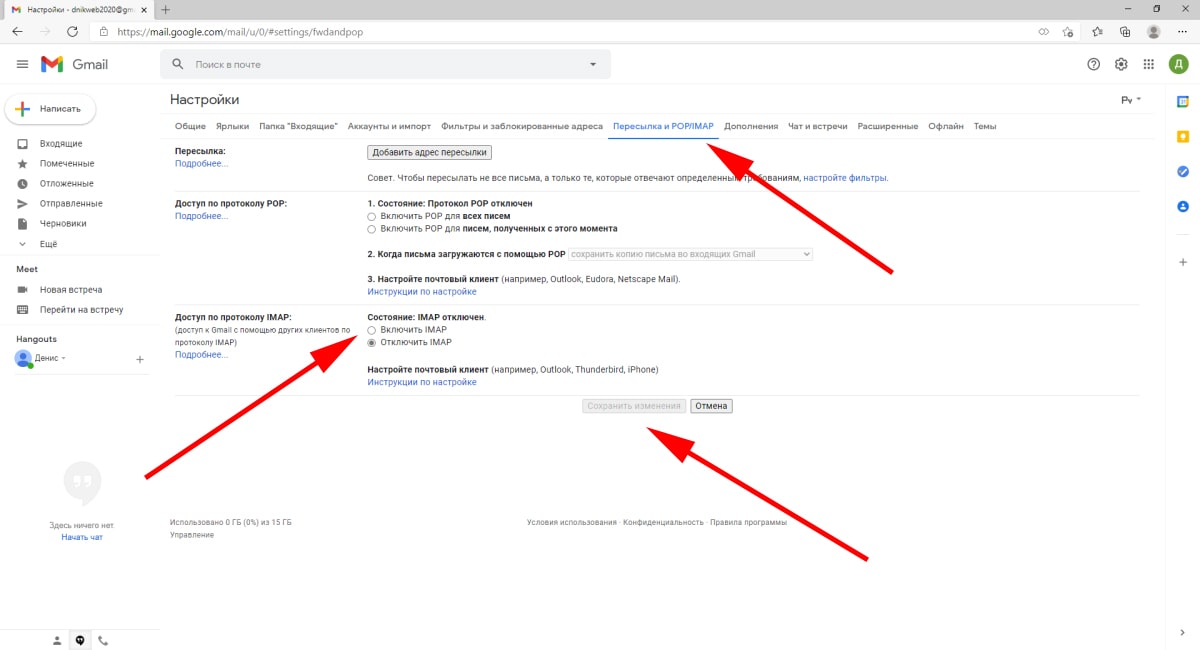 Настройки - dnikweb2020@gm
https://mail.google.com/mail/u/0/#settings/fwdandpop
Gmail
Поиск в почте
Д
Написать
Входящие
Помеченные
Отложенные
Отправленные
Черновики
Ещё
Meet
Новая встреча
Перейти на встречу
Hangouts
Денис
Здесь ничего нет
Начать чат
Настройки
Общие Ярлыки Папка "Входящие" Аккаунты и импорт Фильтры и заблокированные адреса Пересылка и POP/IMAP Дополнения Чат и встречи Расширенные Офлайн Темы
Пересылка:
Подробнее...
Добавить адрес пересылки
Совет. Чтобы пересылать не все письма, а только те, которые отвечают определенным требованиям, настройте фильтры.
Доступ по протоколу POP:
Подробнее...
1. Состояние: Протокол POP отключен
Включить POP для всех писем
Включить POP для писем, полученных с этого момента
2. Когда письма загружаются с помощью POP сохранить копию письма во входящих Gmail
3. Настройте почтовый клиент (например, Outlook, Eudora, Netscape Mail).
Инструкции по настройке
Доступ по протоколу IMAP:
(доступ к Gmail с помощью других клиентов по
протоколу IMAP)
Подробнее...
Состояние: IMAP отключен.
Включить IMAP
Отключить IMAP
Настройте почтовый клиент (например, Outlook, Thunderbird, iPhone)
Инструкции по настройке
Сохранить изменения Отмена
Использовано 0 ГБ (0%) из 15 ГБ
Управление
Условия использования · Конфиденциальность · Правила программы